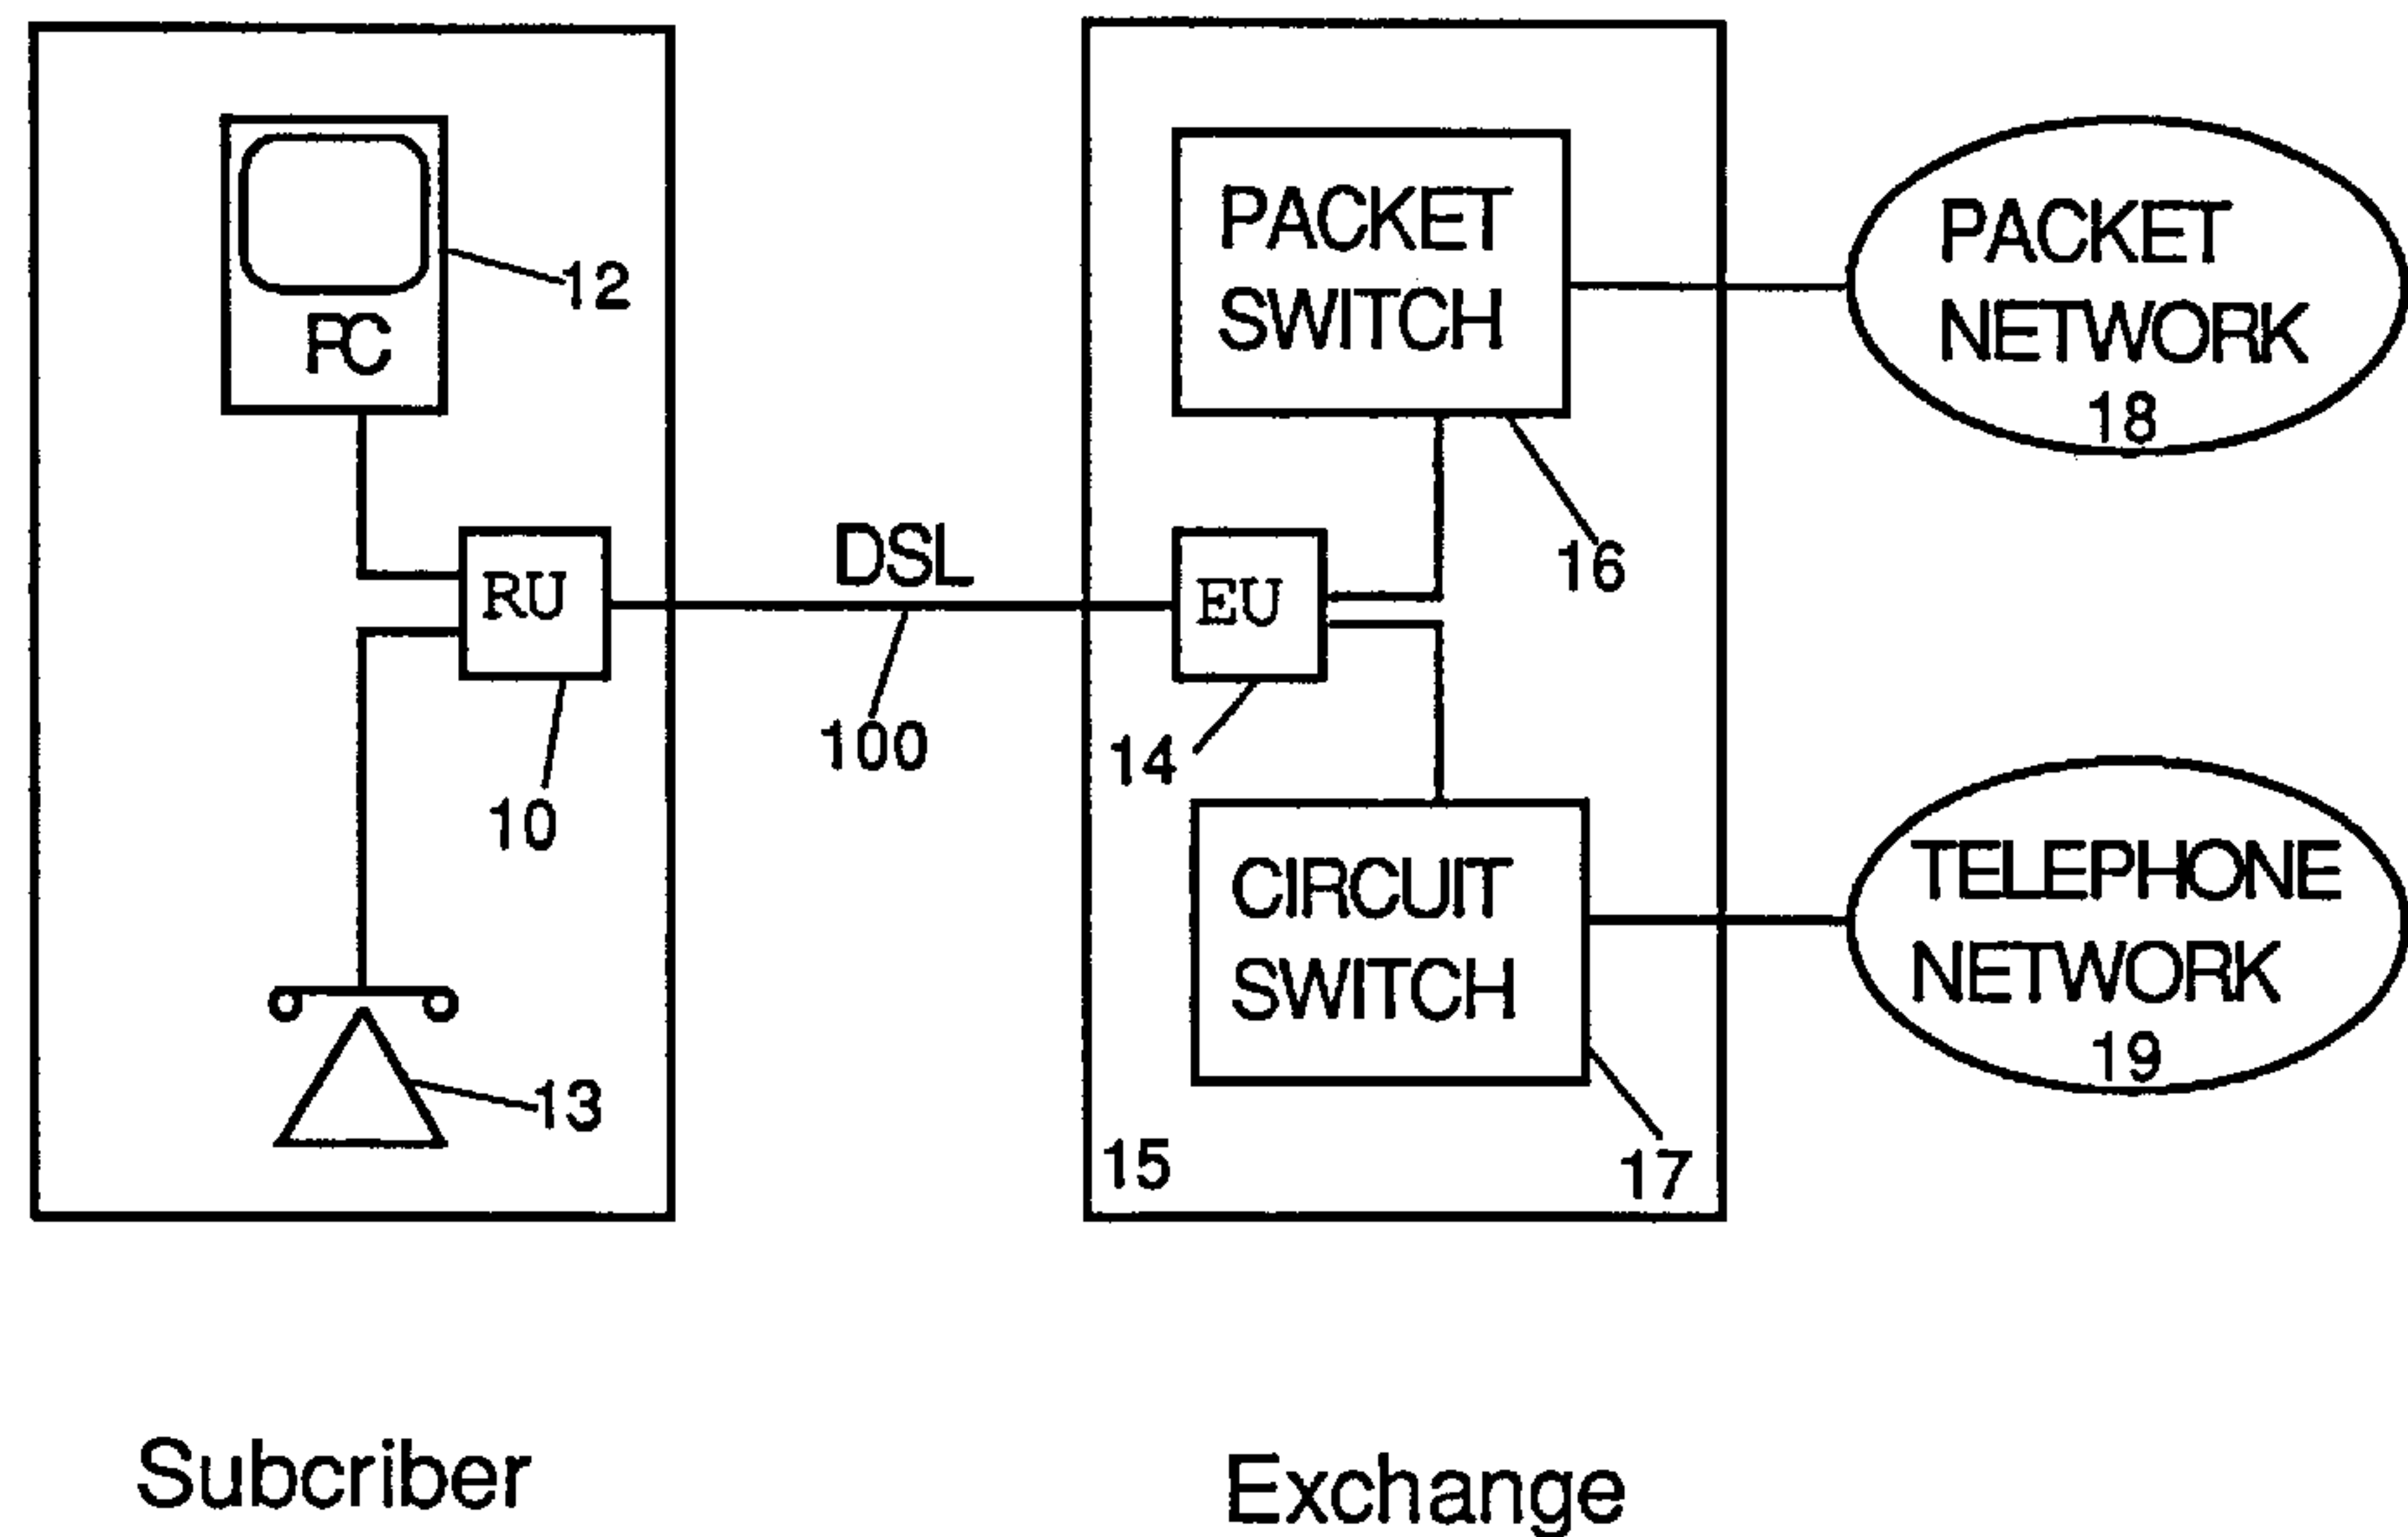 PC
12
RU
10
13
DSL
100
PACKET
SWITCH
16
EU
14
CIRCUIT
SWITCH
17
15
PACKET
NETWORK
18
TELEPHONE
NETWORK
19
Subcriber
Exchange